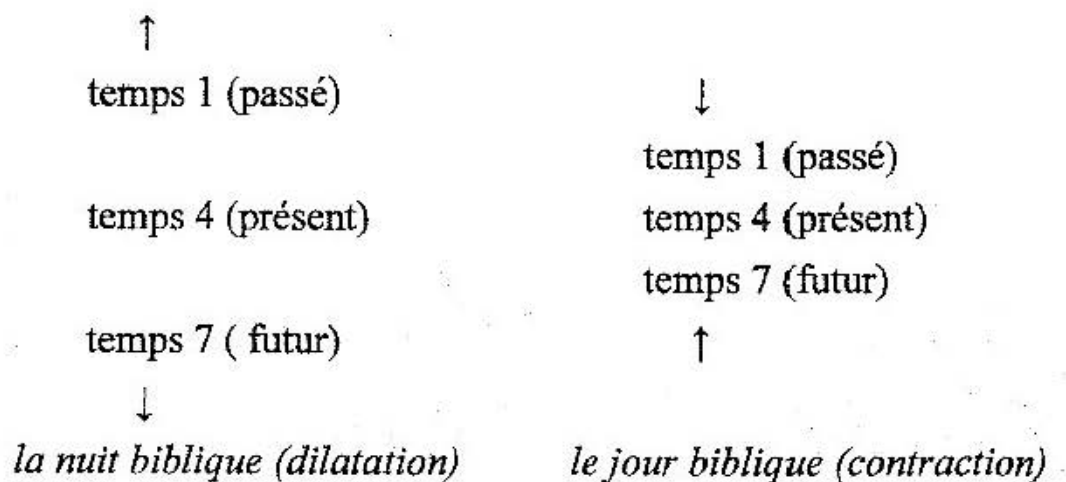 ↑
temps 1 (passé)
temps 4 (présent)
temps 7 ( futur)
↓
la nuit biblique (dilatation)
↓
temps 1 (passé)
temps 4 (présent)
temps 7 (futur)
↑
le jour biblique (contraction)